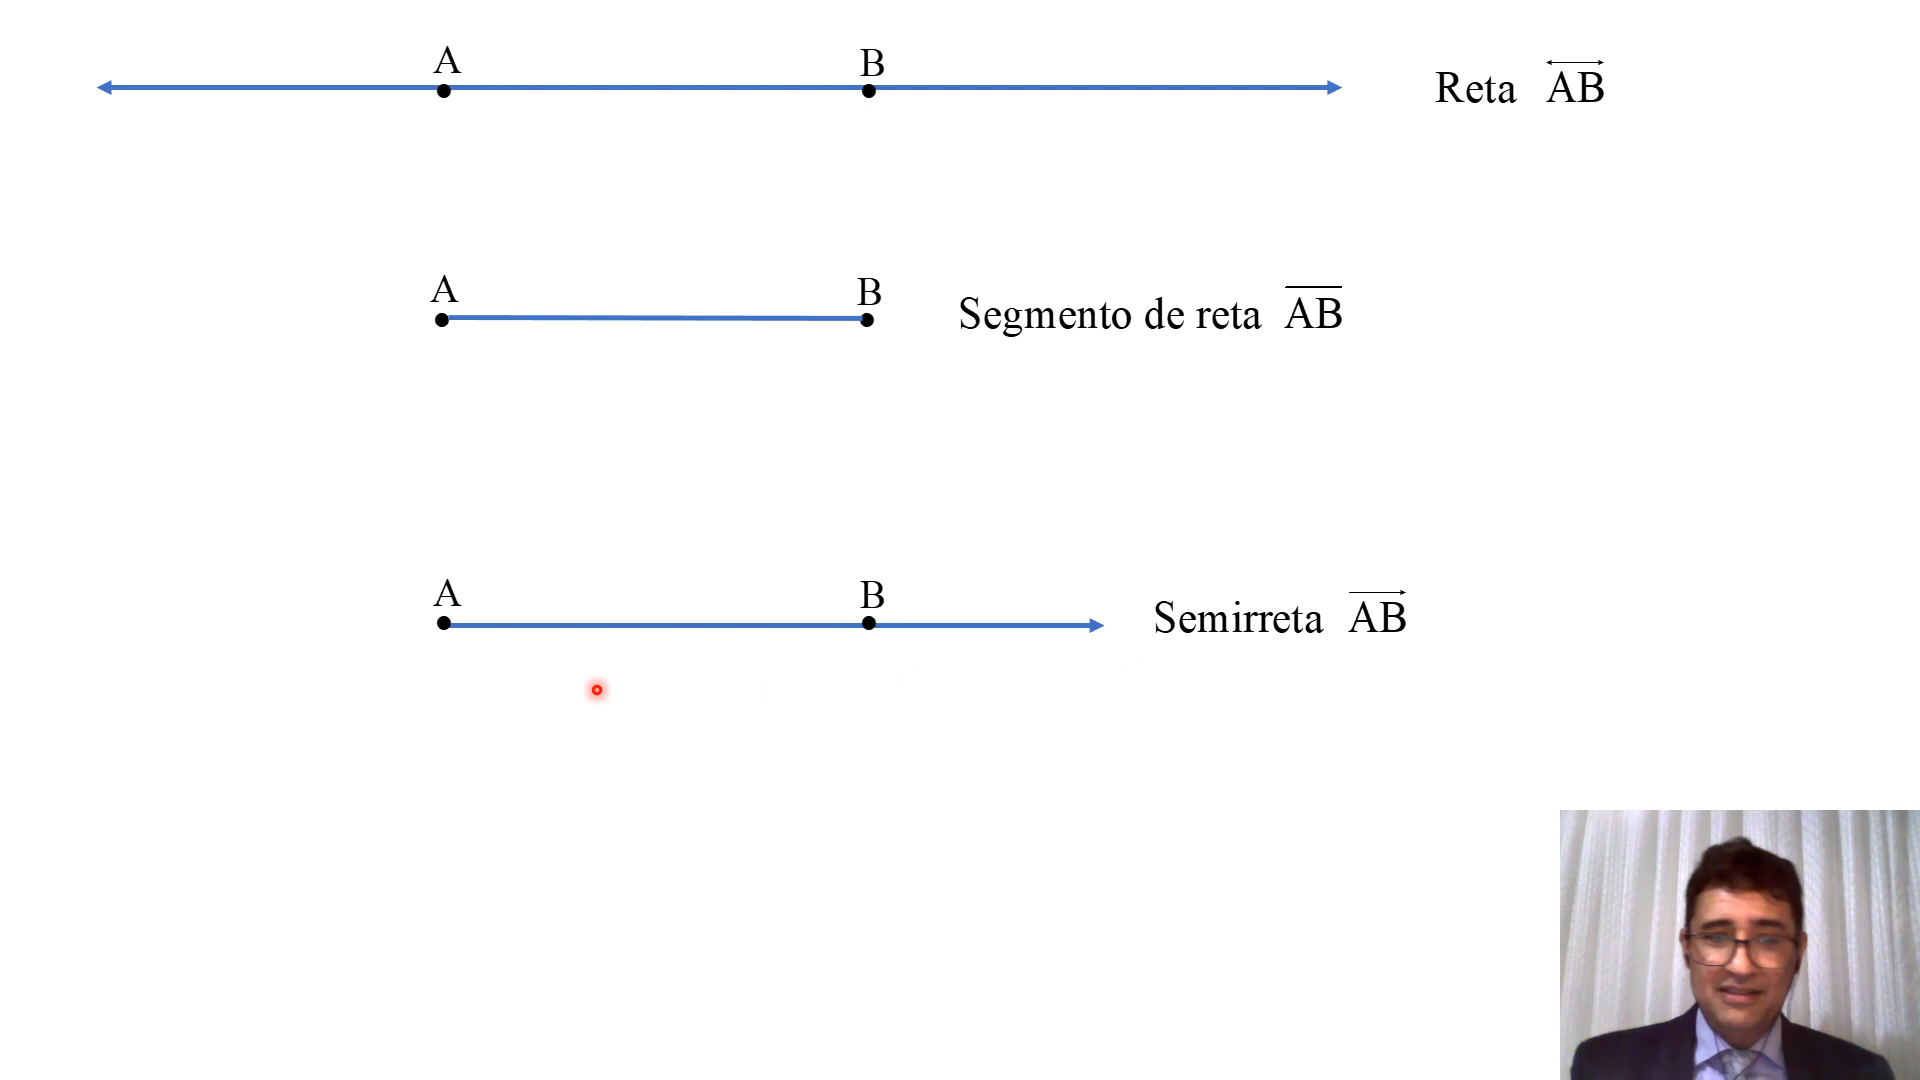 A B
Reta AB
A B
Segmento de reta AB
A B
Semirreta AB